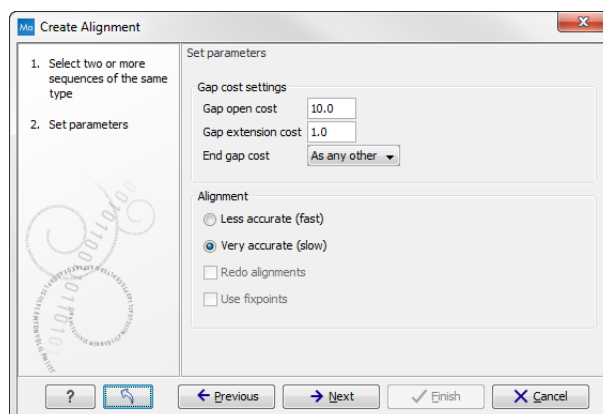 Mo Create Alignment
X
1. Select two or more
sequences of the same
type
2. Set parameters
Set parameters
Gap cost settings
Gap open cost 10.0
Gap extension cost 1.0
End gap cost As any other
Alignment
Less accurate (fast)
Very accurate (slow)
Redo alignments
Use fixpoints
? Previous Next Finish Cancel